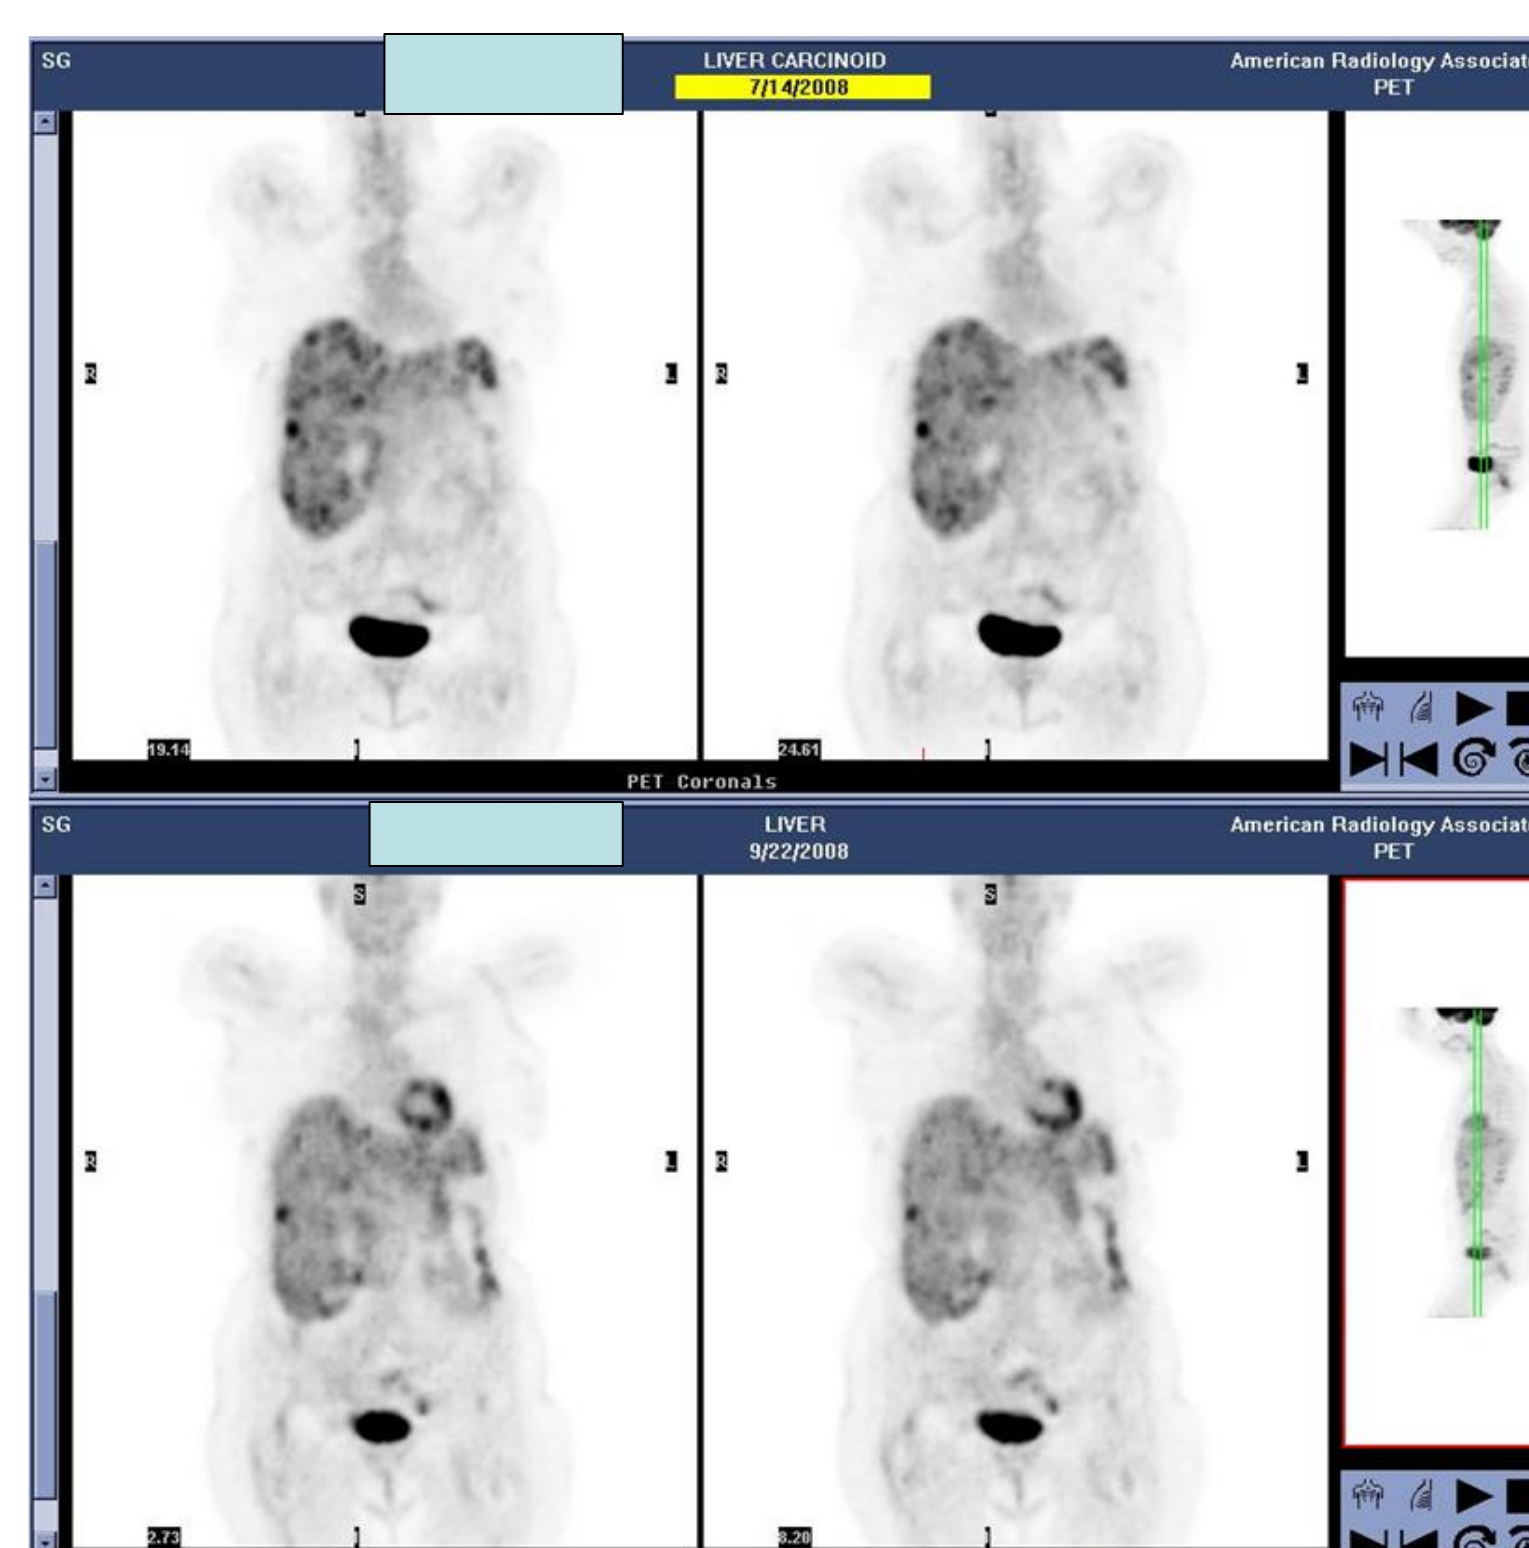 SG
LIVER CARCINOID
7/14/2008
American Radiology Associat
PET
R
L
R
L
19.14
24.61
PET Coronals
SG
LIVER
9/22/2008
American Radiology Associat
PET
S
S
R
L
R
L
2.73
8.20